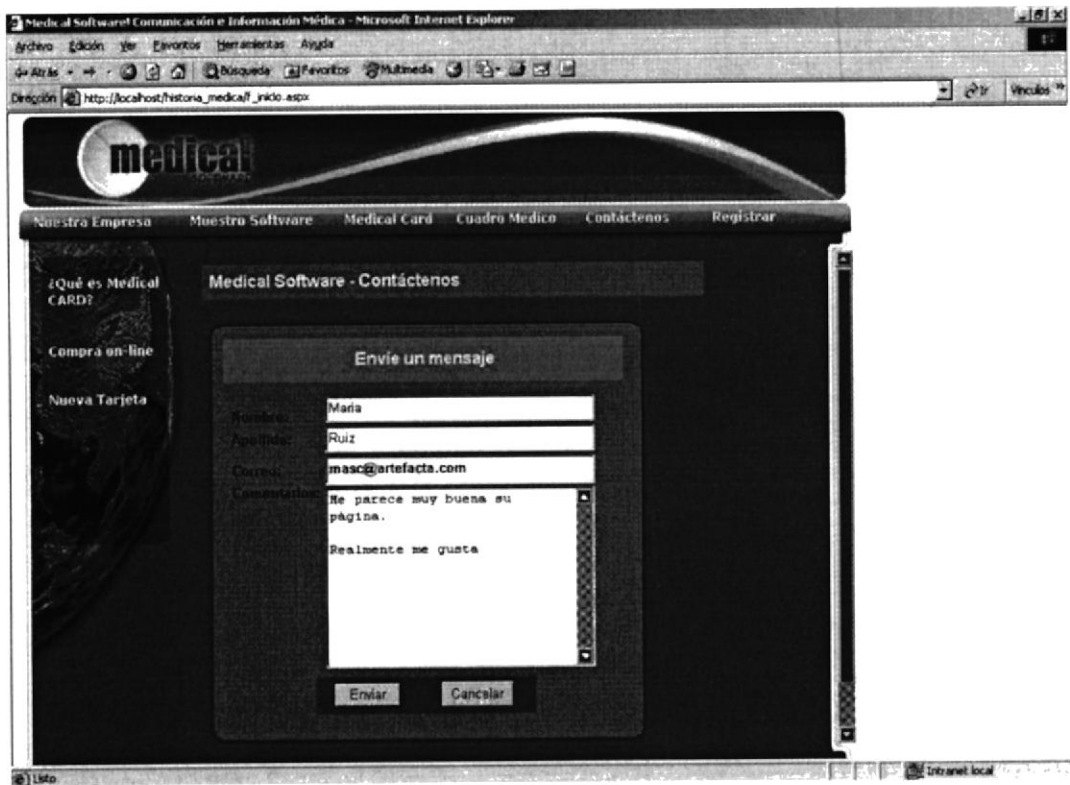 Medical Software! Comunicación e Información Médica - Microsoft Internet Explorer
Archivo Edición Ver Favoritos Herramientas Ayuda
Atrás Búsqueda Favoritos Multimedia
Dirección http://localhost/historia_medica/f_inicio.aspx Ir Vínculos »
medical
Nuestra Empresa Muestro Software Medical Card Cuadro Medico Contáctenos Registrar
¿Qué es Medical
CARD?
Compra on-line
Nueva Tarjeta
Medical Software - Contáctenos
Envíe un mensaje
Nombre: Maria
Apellido: Ruiz
Correo: masc@artefacta.com
Comentarios: Me parece muy buena su
página.
Realmente me gusta
Enviar Cancelar
Listo Intranet local